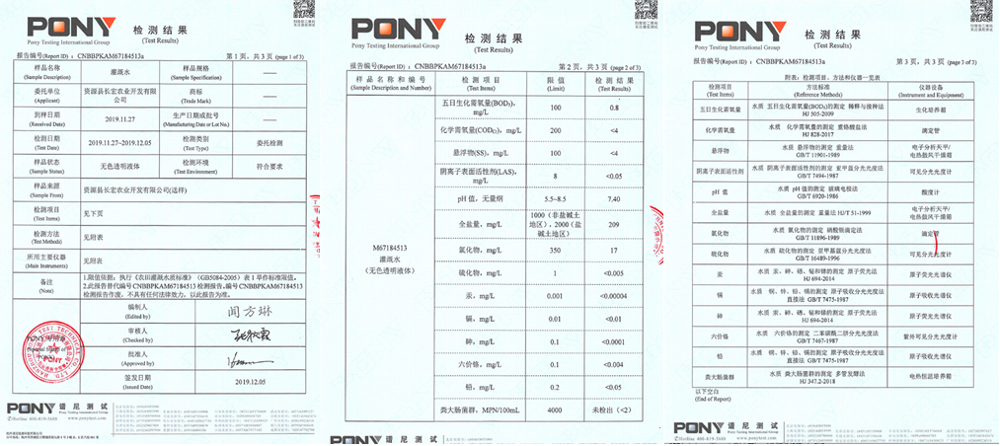 PONY
Pony Testing International Group
检 测 结 果
(Test Results)
报告编号(Report ID)：CNBBPKAM67184513a
第 1 页，共 3 页 (page 1 of 3)
样品名称
(Sample Description)
灌溉水
样品规格
(Sample Specification)
——
委托单位
(Applicant)
资源县长宏农业开发有限
公司
商标
(Trade Mark)
——
到样日期
(Received Date)
2019.11.27
生产日期或批号
(Manufacturing Date or Lot No.)
——
检测日期
(Test Date)
2019.11.27~2019.12.05
检测类别
(Test Type)
委托检测
样品状态
(Sample Status)
无色透明液体
检测环境
(Test Environment)
符合要求
样品来源
(Sample From)
资源县长宏农业开发有限公司(送样)
检测项目
(Test Items)
见下页
检测方法
(Test Methods)
见附表
所用主要仪器
(Main Instruments)
见附表
备注
(Note)
1.限值依据：执行《农田灌溉水质标准》（GB5084-2005）表 1 旱作标准限值。
2.此报告替代编号 CNBBPKAM67184513 检测报告,编号 CNBBPKAM67184513
检测报告作废，不具有任何法律效力，以此报告为准。
编制人
(Edited by)
审核人
(Checked by)
批准人
(Approved by)
签发日期
(Issued Date)
2019.12.05
PONY 谱 尼 测 试
Pony Testing International Group
Hotline 400-819-5688
www.ponytest.com
PONY
Pony Testing International Group
检 测 结 果
(Test Results)
报告编号(Report ID)：CNBBPKAM67184513a
第 2 页，共 3 页 (page 2 of 3)
样 品 名 称 和 编 号
(Sample Description and Number)
检 测 项 目
(Test Items)
限 值
(Limit)
检 测 结 果
(Test Results)
M67184513
灌溉水
（无色透明液体）
五日生化需氧量(BOD₅),
mg/L
100
0.8
化学需氧量(CODCr)，mg/L
200
<4
悬浮物(SS)，mg/L
100
<4
阴离子表面活性剂(LAS),
mg/L
8
<0.05
pH 值，无量纲
5.5~8.5
7.40
全盐量，mg/L
1000（非盐碱土
地区），2000（盐
碱土地区）
209
氯化物，mg/L
350
17
硫化物，mg/L
1
<0.005
汞，mg/L
0.001
<0.00004
镉，mg/L
0.01
<0.01
砷，mg/L
0.1
<0.0001
六价铬，mg/L
0.1
<0.004
铅，mg/L
0.2
<0.05
粪大肠菌群，MPN/100mL
4000
未检出（<2）
PONY 谱 尼 测 试
PONY
Pony Testing International Group
检 测 结 果
(Test Results)
报告编号(Report ID)：CNBBPKAM67184513a
第 3 页，共 3 页 (page 3 of 3)
附表：检测项目、方法和仪器一览表
检测项目
(Test Items)
方法标准
(Reference Methods)
仪器设备
(Instrument and Equipment)
五日生化需氧量
水质 五日生化需氧量(BOD₅)的测定 稀释与接种法
HJ 505-2009
生化培养箱
化学需氧量
水质 化学需氧量的测定 重铬酸盐法
HJ 828-2017
滴定管
悬浮物
水质 悬浮物的测定 重量法
GB/T 11901-1989
电子分析天平/
电热鼓风干燥箱
阴离子表面活性剂
水质 阴离子表面活性剂的测定 亚甲蓝分光光度法
GB/T 7494-1987
可见分光光度计
pH 值
水质 pH 值的测定 玻璃电极法
GB/T 6920-1986
酸度计
全盐量
水质 全盐量的测定 重量法 HJ/T 51-1999
电子分析天平/
电热鼓风干燥箱
氯化物
水质 氯化物的测定 硝酸银滴定法
GB/T 11896-1989
滴定管
硫化物
水质 硫化物的测定 亚甲基蓝分光光度法
GB/T 16489-1996
可见分光光度计
汞
水质 汞、砷、硒、铋和锑的测定 原子荧光法
HJ 694-2014
原子荧光光谱仪
镉
水质 铜、锌、铅、镉的测定 原子吸收分光光度法
直接法 GB/T 7475-1987
原子吸收光谱仪
砷
水质 汞、砷、硒、铋和锑的测定 原子荧光法
HJ 694-2014
原子荧光光谱仪
六价铬
水质 六价铬的测定 二苯碳酰二肼分光光度法
GB/T 7467-1987
紫外可见分光光度计
铅
水质 铜、锌、铅、镉的测定 原子吸收分光光度法
直接法 GB/T 7475-1987
原子吸收光谱仪
粪大肠菌群
水质 粪大肠菌群的测定 多管发酵法
HJ 347.2-2018
电热恒温培养箱
以下空白
(End of Report)
PONY 谱 尼 测 试
Pony Testing International Group
Hotline 400-819-5688
www.ponytest.com